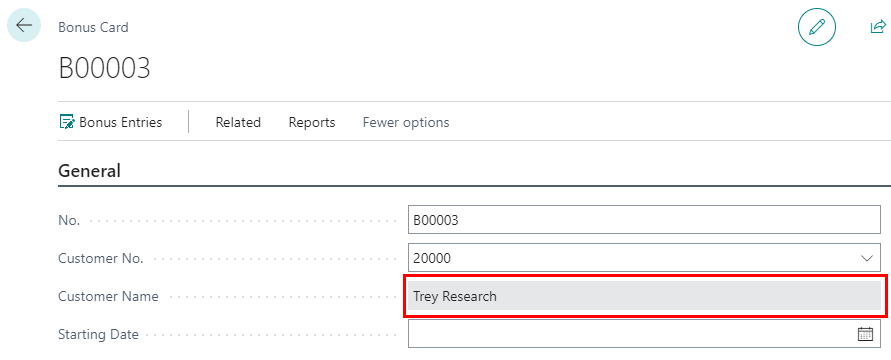 Bonus Card
B00003
Bonus Entries Related Reports Fewer options
General
No. B00003
Customer No. 20000
Customer Name Trey Research
Starting Date